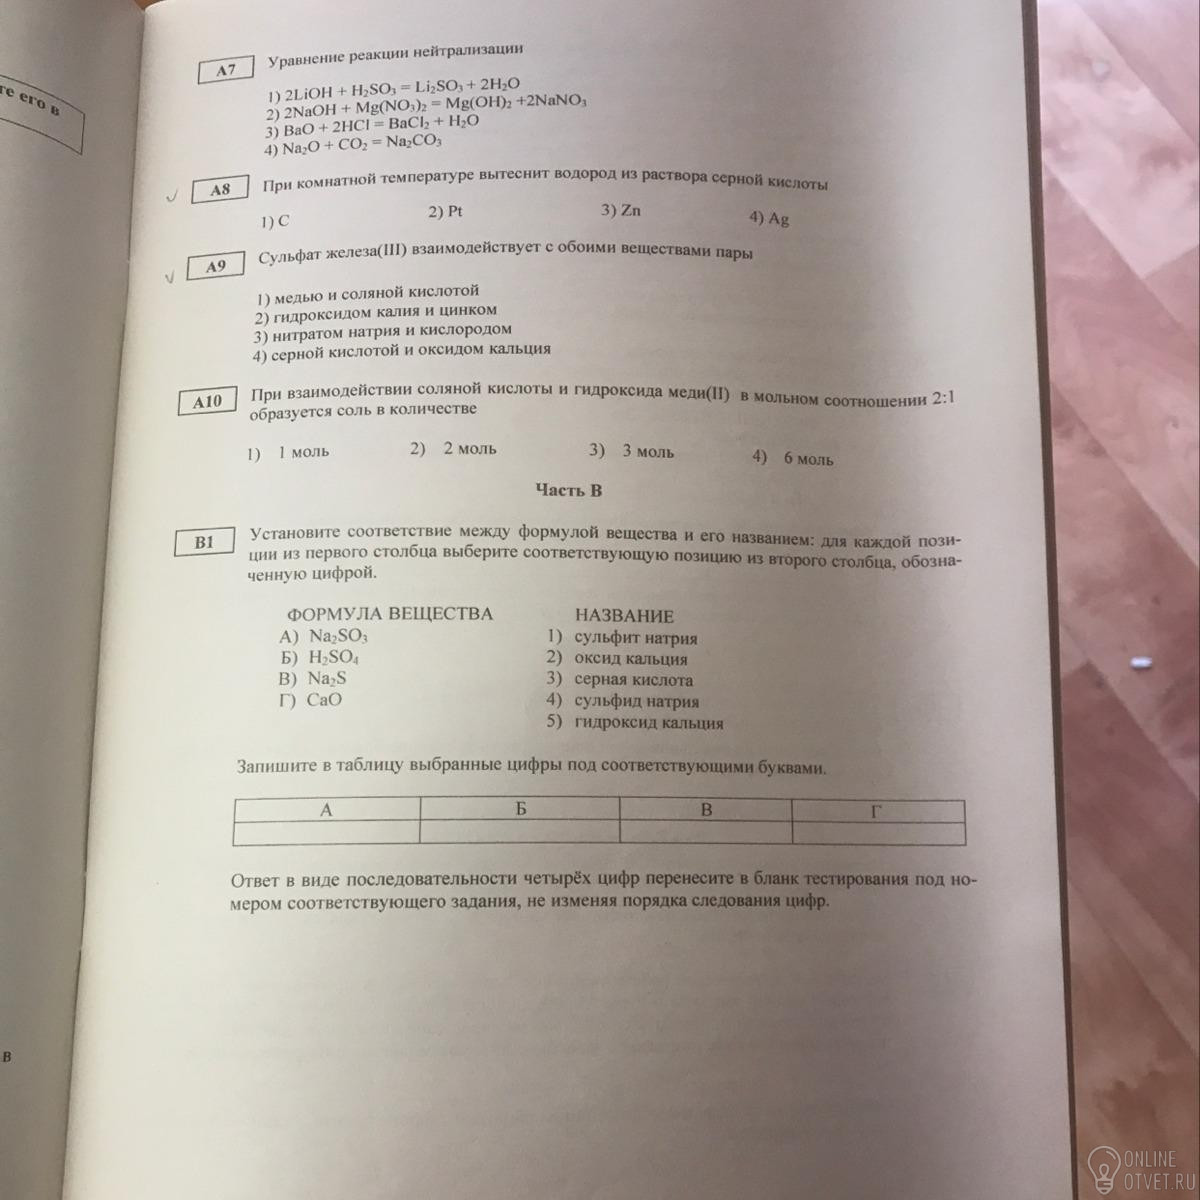 те его в
А7 Уравнение реакции нейтрализации
1) 2LiOH + H₂SO₃ = Li₂SO₃ + 2H₂O
2) 2NaOH + Mg(NO₃)₂ = Mg(OH)₂ +2NaNO₃
3) BaO + 2HCl = BaCl₂ + H₂O
4) Na₂O + CO₂ = Na₂CO₃
А8 При комнатной температуре вытеснит водород из раствора серной кислоты
1) C 2) Pt 3) Zn 4) Ag
А9 Сульфат железа(III) взаимодействует с обоими веществами пары
1) медью и соляной кислотой
2) гидроксидом калия и цинком
3) нитратом натрия и кислородом
4) серной кислотой и оксидом кальция
А10 При взаимодействии соляной кислоты и гидроксида меди(II) в мольном соотношении 2:1
образуется соль в количестве
1) 1 моль 2) 2 моль 3) 3 моль 4) 6 моль
Часть В
В1 Установите соответствие между формулой вещества и его названием: для каждой пози-
ции из первого столбца выберите соответствующую позицию из второго столбца, обозна-
ченную цифрой.
ФОРМУЛА ВЕЩЕСТВА НАЗВАНИЕ
А) Na₂SO₃ 1) сульфит натрия
Б) H₂SO₄ 2) оксид кальция
В) Na₂S 3) серная кислота
Г) CaO 4) сульфид натрия
5) гидроксид кальция
Запишите в таблицу выбранные цифры под соответствующими буквами.
А Б В Г
Ответ в виде последовательности четырёх цифр перенесите в бланк тестирования под но-
мером соответствующего задания, не изменяя порядка следования цифр.
в
ONLINE
OTVET.RU